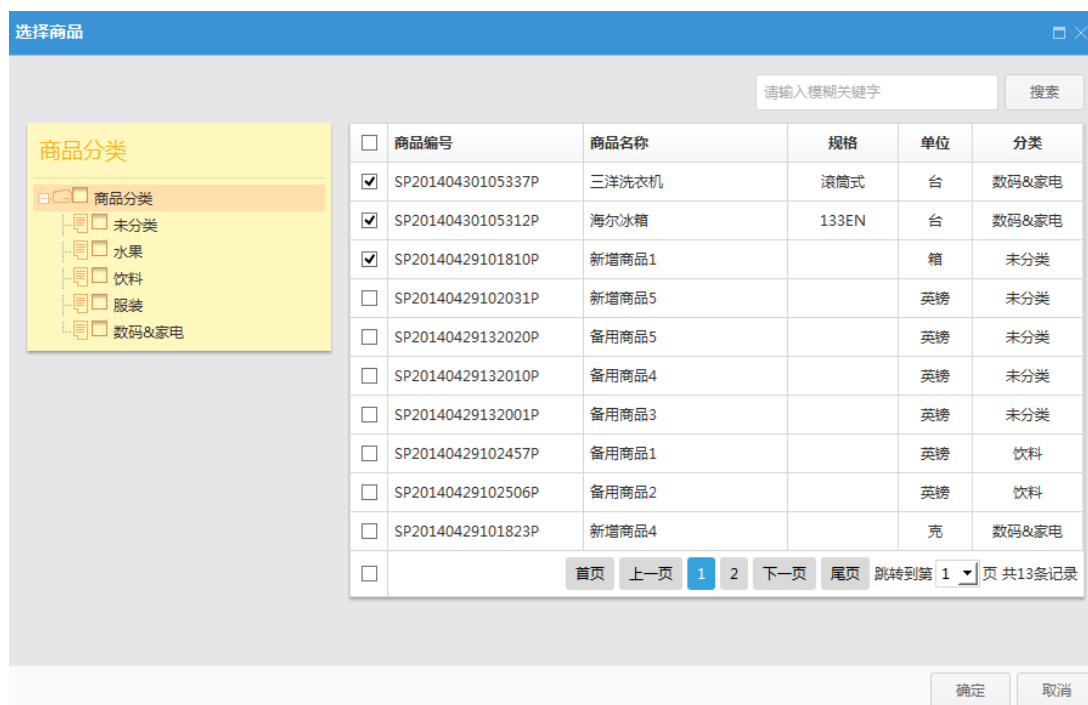 选择商品
请输入模糊关键字 搜索
商品分类
商品分类
未分类
水果
饮料
服装
数码&家电
商品编号 商品名称 规格 单位 分类
SP20140430105337P 三洋洗衣机 滚筒式 台 数码&家电
SP20140430105312P 海尔冰箱 133EN 台 数码&家电
SP20140429101810P 新增商品1 箱 未分类
SP20140429102031P 新增商品5 英镑 未分类
SP20140429132020P 备用商品5 英镑 未分类
SP20140429132010P 备用商品4 英镑 未分类
SP20140429132001P 备用商品3 英镑 未分类
SP20140429102457P 备用商品1 英镑 饮料
SP20140429102506P 备用商品2 英镑 饮料
SP20140429101823P 新增商品4 克 数码&家电
首页 上一页 1 2 下一页 尾页 跳转到第 1 页 共13条记录
确定 取消